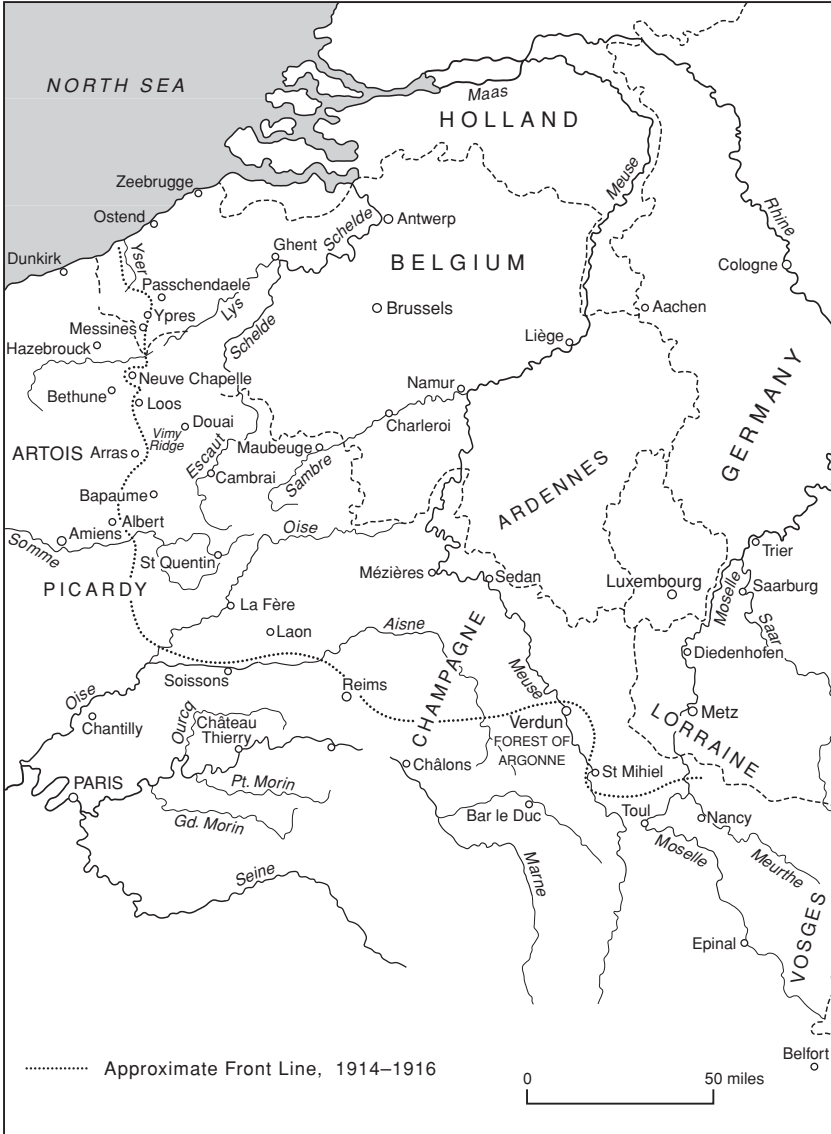 NORTH SEA
Maas
HOLLAND
Meuse
Rhine
Zeebrugge
Ostend
Schelde
Antwerp
Dunkirk
Yser
Ghent
BELGIUM
Cologne
Passchendaele
Lys
Brussels
Aachen
Ypres
Messines
Schelde
Hazebrouck
Liège
Neuve Chapelle
Namur
Bethune
Loos
Charleroi
GERMANY
Vimy
Ridge
Douai
Escaut
Maubeuge
ARTOIS
Arras
Cambrai
Sambre
ARDENNES
Bapaume
Albert
Oise
Somme
Amiens
St Quentin
Trier
PICARDY
Mézières
Sedan
Luxembourg
Moselle
Saarburg
La Fère
Saar
Laon
Aisne
CHAMPAGNE
Diedenhofen
Meuse
Soissons
Reims
Oise
Chantilly
Ourcq
Château
Thierry
Verdun
FOREST OF
ARGONNE
LORRAINE
Metz
Châlons
St Mihiel
PARIS
Pt. Morin
Gd. Morin
Bar le Duc
Toul
Nancy
Moselle
Meurthe
Marne
Seine
VOSGES
Epinal
Belfort
Approximate Front Line, 1914–1916
0 50 miles